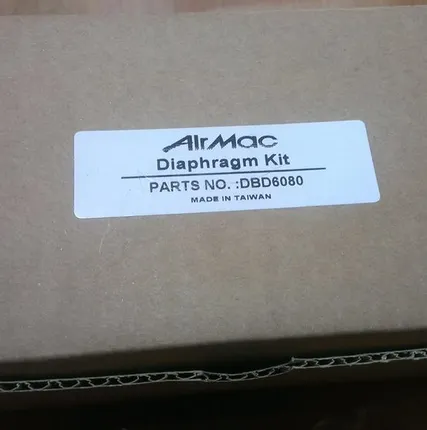 AIRMAC
Diaphragm Kit
PARTS NO. :DBD6080
MADE IN TAIWAN